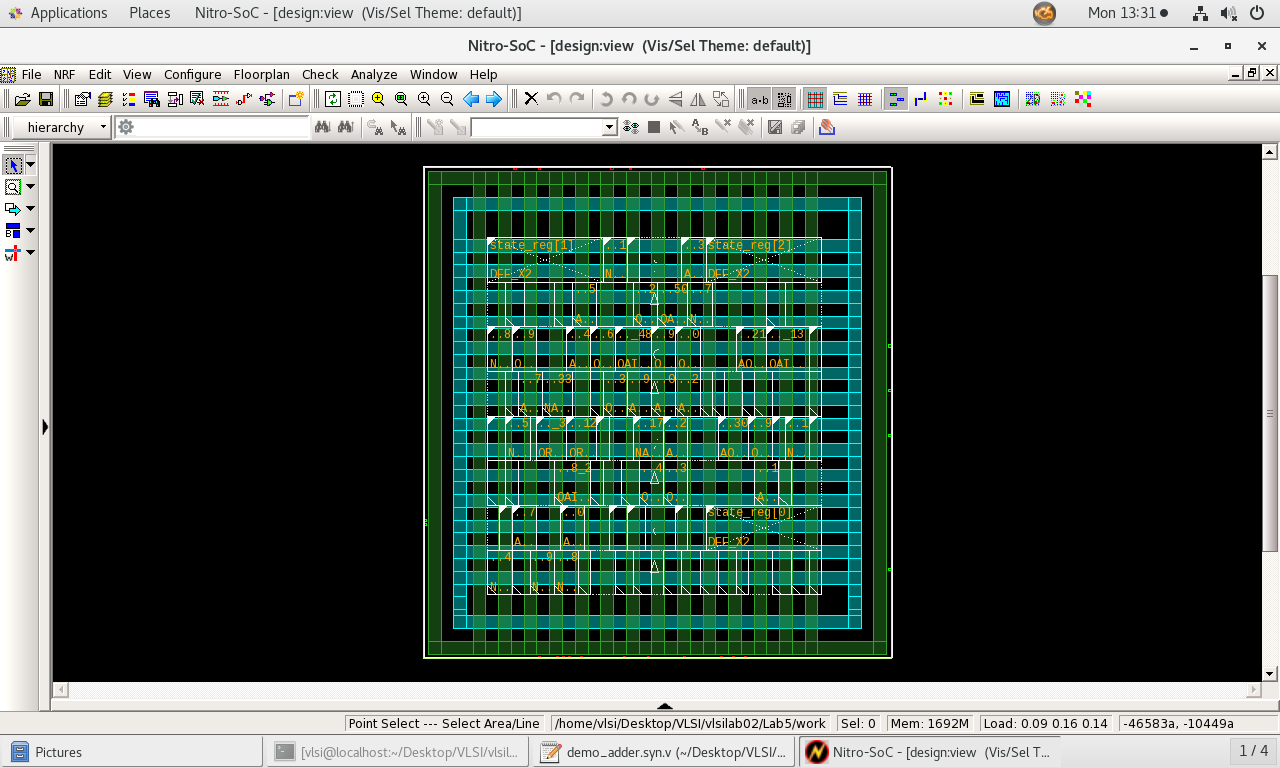 Applications Places Nitro-SoC - [design:view (Vis/Sel Theme: default)] Mon 13:31
Nitro-SoC - [design:view (Vis/Sel Theme: default)]
File NRF Edit View Configure Floorplan Check Analyze Window Help
a•b
hierarchy
state_reg[1] ..1 ..3 state_reg[2]
DFF_X2 N.. A.. DFF_X2
..5 ..2 ..50 ..7
A.. O.. OA.. N..
..8 ..9 ..4 ..6 .._48 ..9 ..0 ..21 .._13
N.. O.. A.. O.. OAI.. O.. O.. AO.. OAI..
..7 ..33 ..3 ..9 ..0 ..2
A.. NA.. O.. A.. A.. A..
..5 .._3 ..12 ..17 ..2 ..30 ..9 ..1
N.. OR.. OR.. NA.. A.. AO.. O.. N..
..8_2 ..4 ..3 ..1
OAI.. O.. O.. A..
..7 ..0 state_reg[0]
A.. A.. DFF_X2
..4 ..9 ..8
N.. N.. N..
Point Select --- Select Area/Line /home/vlsi/Desktop/VLSI/vlsilab02/Lab5/work Sel: 0 Mem: 1692M Load: 0.09 0.16 0.14 -46583a, -10449a
Pictures [vlsi@localhost:~/Desktop/VLSI/vlsil... demo_adder.syn.v (~/Desktop/VLSI/... Nitro-SoC - [design:view (Vis/Sel T... 1 / 4